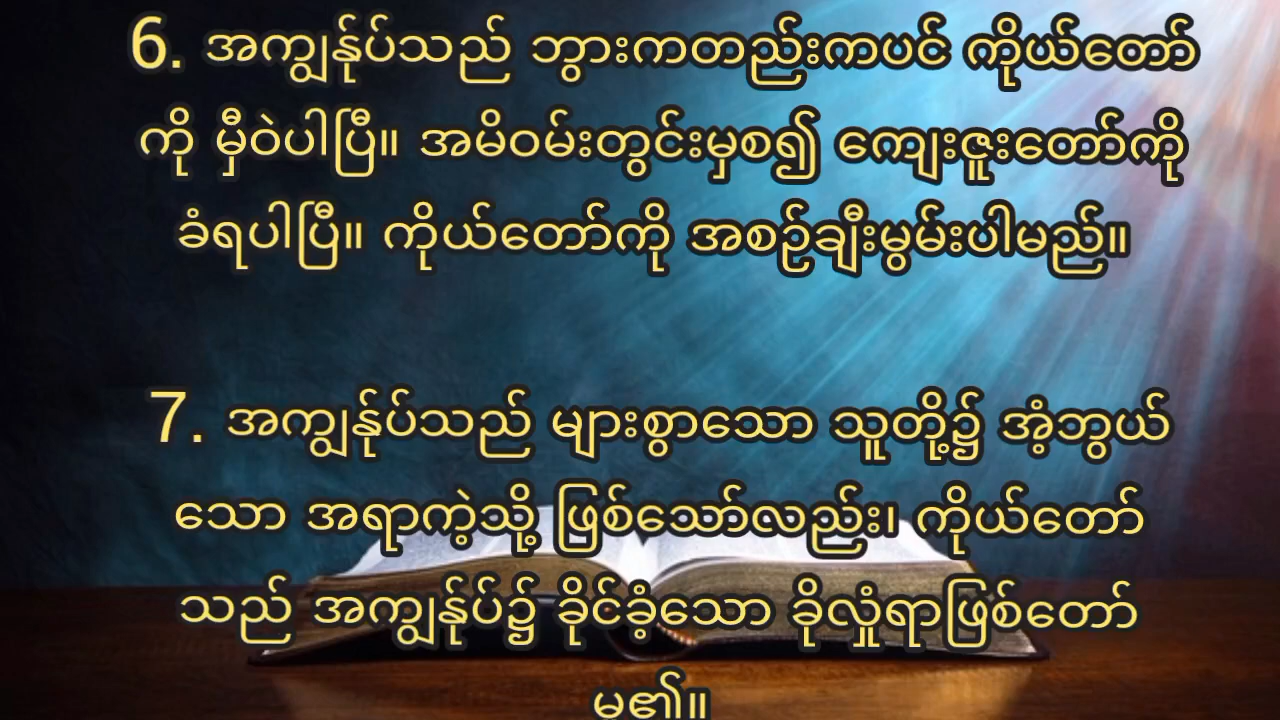 6. အကျွန်ုပ်သည် ဘွားကတည်းကပင် ကိုယ်တော်
ကို မှီဝဲပါပြီ။ အမိဝမ်းတွင်းမှစ၍ ကျေးဇူးတော်ကို
ခံရပါပြီ။ ကိုယ်တော်ကို အစဉ်ချီးမွမ်းပါမည်။
7. အကျွန်ုပ်သည် များစွာသော သူတို့၌ အံ့ဘွယ်
သော အရာကဲ့သို့ ဖြစ်သော်လည်း၊ ကိုယ်တော်
သည် အကျွန်ုပ်၌ ခိုင်ခံ့သော ခိုလှုံရာဖြစ်တော်
မူ၏။